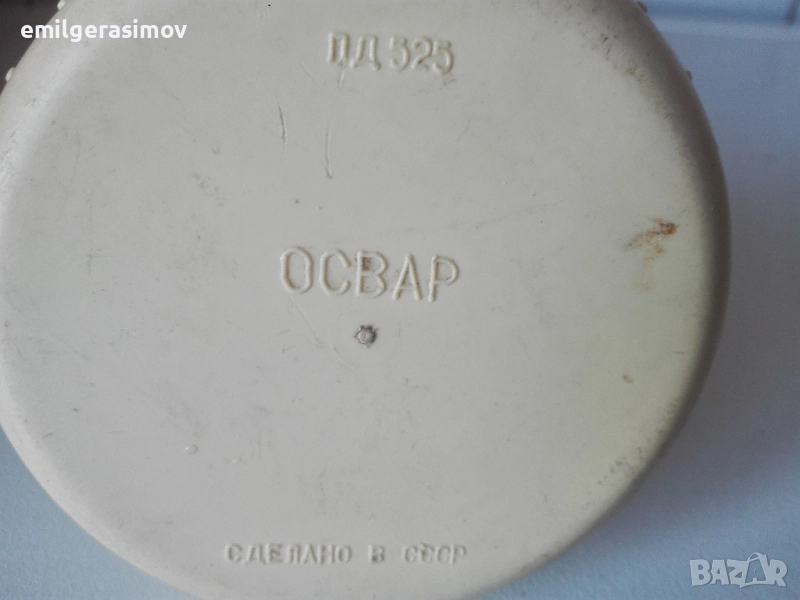 emilgerasimov
ПД 525
ОСВАР
СДЕЛАНО В СССР
BAZAR